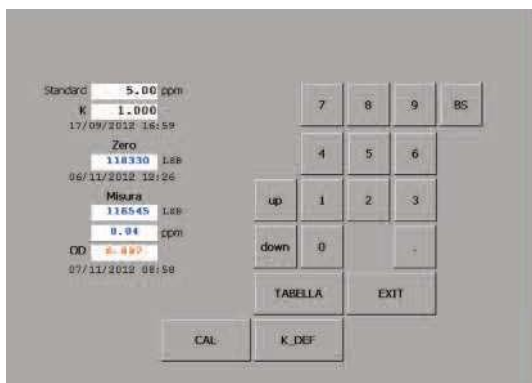 Standard 5.00 ppm
K 1.000
17/09/2012 16:59
Zero
118330 LSB
06/11/2012 12:26
Misura
116545 LSB
0.04 ppm
OD
07/11/2012 08:58
7 8 9 BS
4 5 6
up 1 2 3
down 0 .
TABELLA EXIT
CAL K_DEF